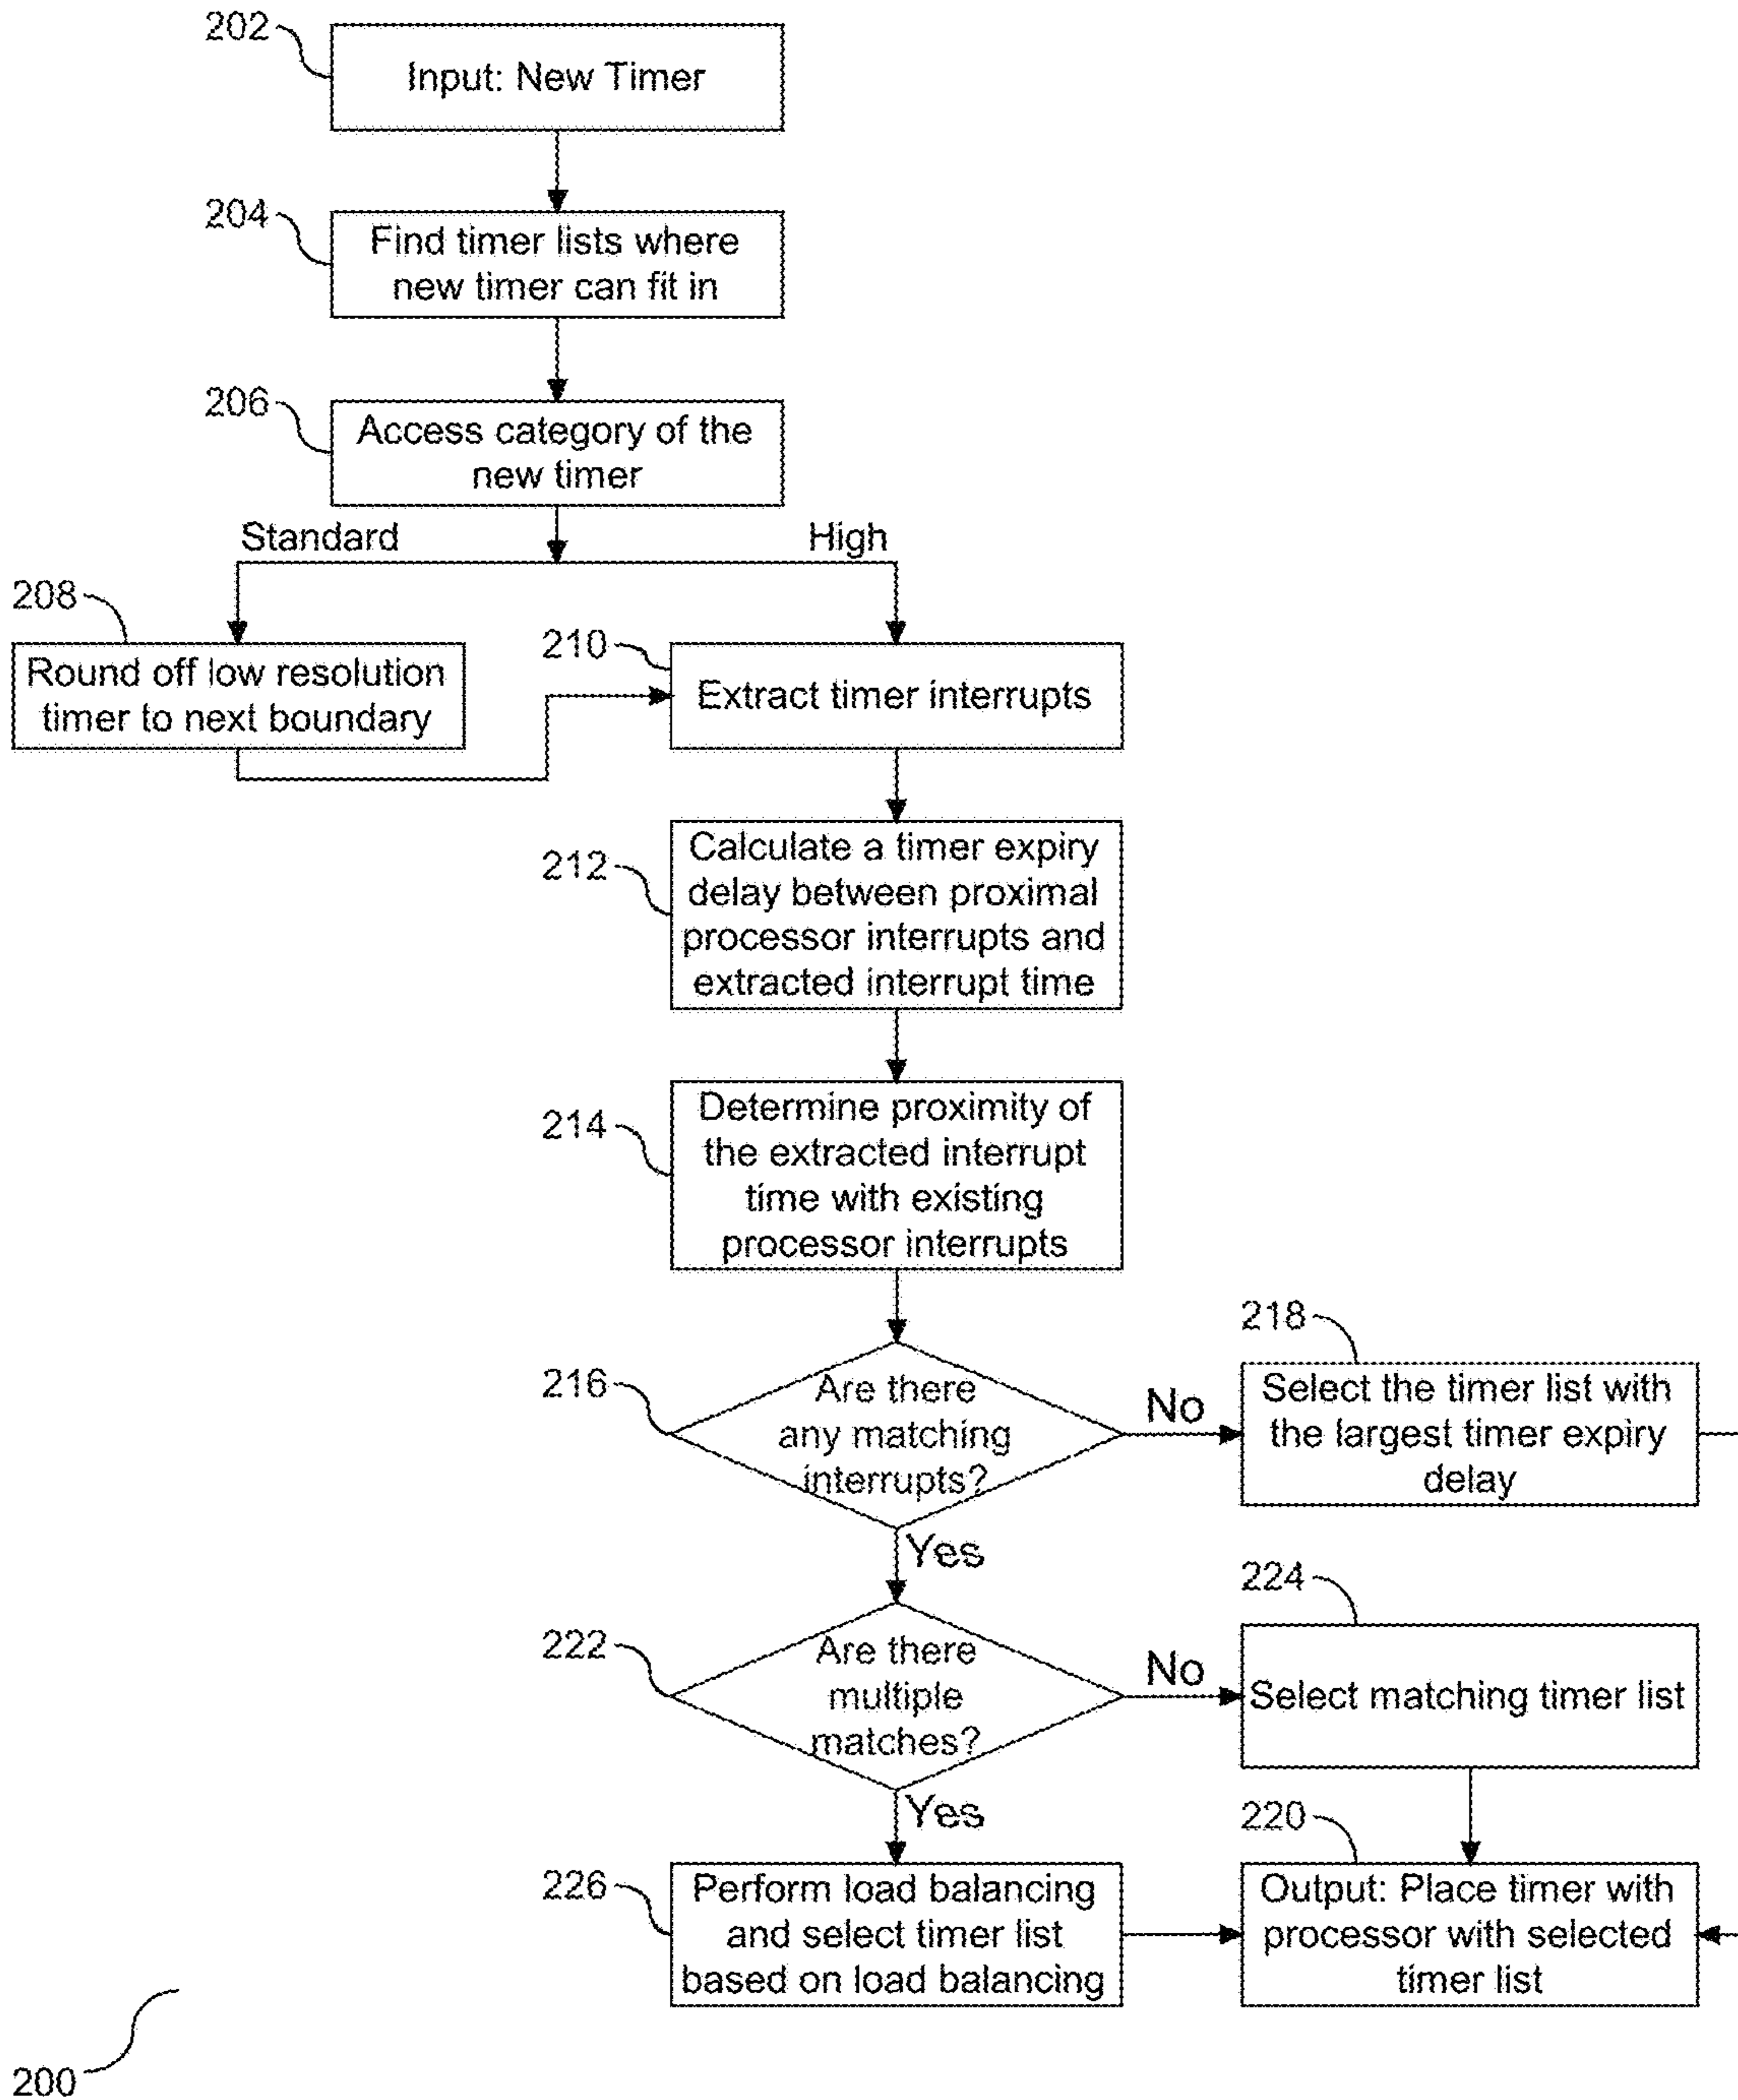 202
Input: New Timer
204
Find timer lists where
new timer can fit in
206
Access category of the
new timer
Standard
High
208
Round off low resolution
timer to next boundary
210
Extract timer interrupts
212
Calculate a timer expiry
delay between proximal
processor interrupts and
extracted interrupt time
214
Determine proximity of
the extracted interrupt
time with existing
processor interrupts
216
Are there
any matching
interrupts?
No
218
Select the timer list with
the largest timer expiry
delay
Yes
222
Are there
multiple
matches?
No
224
Select matching timer list
Yes
226
Perform load balancing
and select timer list
based on load balancing
220
Output: Place timer with
processor with selected
timer list
200